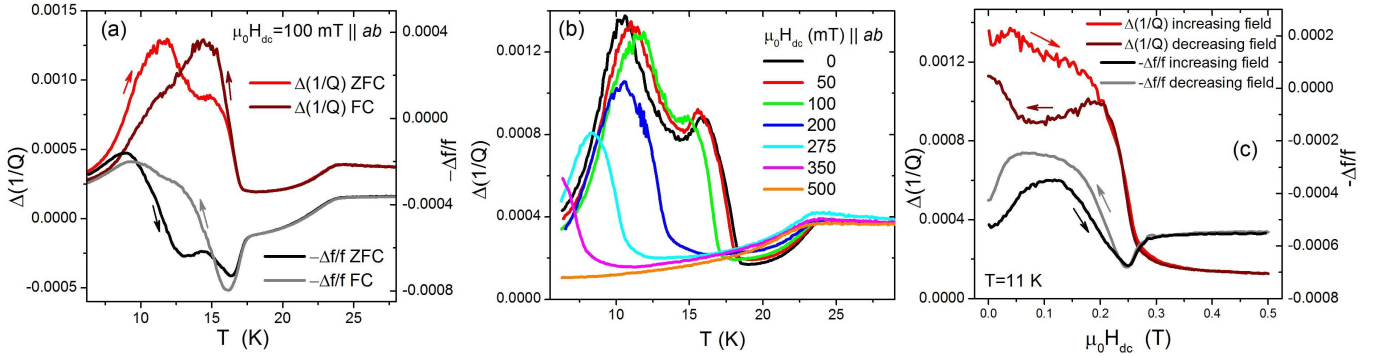 (a)
μ₀H_dc=100 mT || ab
Δ(1/Q) ZFC
Δ(1/Q) FC
−Δf/f ZFC
−Δf/f FC
Δ(1/Q)
0.0015
0.0010
0.0005
0.0000
-0.0005
10
15
20
25
T (K)
0.0004
0.0000
-0.0004
-0.0008
−Δf/f
(b)
μ₀H_dc (mT) || ab
0
50
100
200
275
350
500
Δ(1/Q)
0.0012
0.0008
0.0004
0.0000
5
10
15
20
25
T (K)
Δ(1/Q) increasing field
Δ(1/Q) decreasing field
-Δf/f increasing field
-Δf/f decreasing field
(c)
T=11 K
Δ(1/Q)
0.0012
0.0008
0.0004
0.0000
0.0
0.1
0.2
0.3
0.4
0.5
μ₀H_dc (T)
0.0002
0.0000
-0.0002
-0.0004
-0.0006
-0.0008
-Δf/f